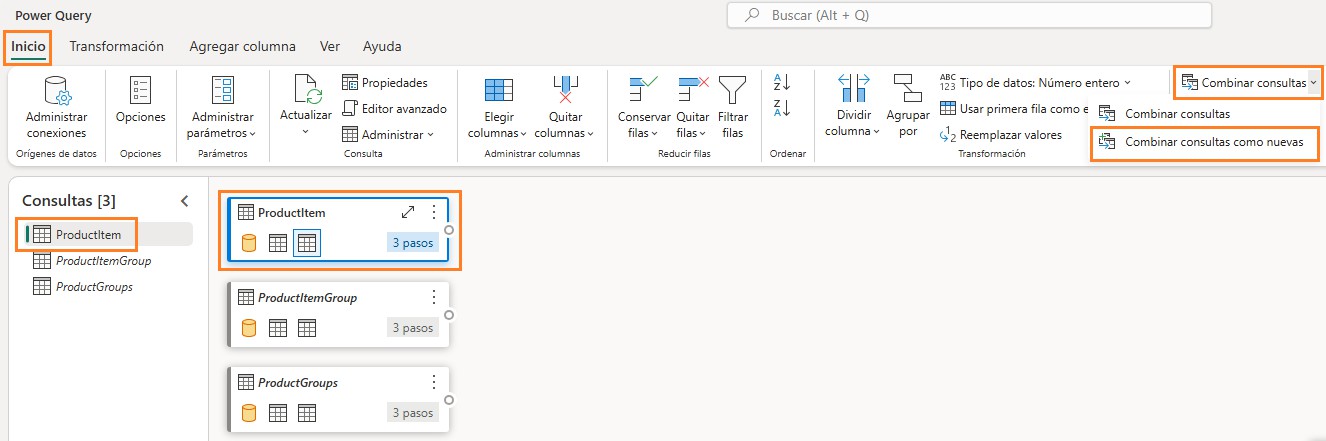 Power Query
Buscar (Alt + Q)
Inicio
Transformación
Agregar columna
Ver
Ayuda
Administrar conexiones
Orígenes de datos
Opciones
Opciones
Administrar parámetros
Parámetros
Actualizar
Propiedades
Editor avanzado
Administrar
Consulta
Elegir columnas
Quitar columnas
Administrar columnas
Conservar filas
Quitar filas
Filtrar filas
Reducir filas
A
Z
Z
A
Ordenar
Dividir columna
Agrupar por
ABC
123
Tipo de datos: Número entero
Usar primera fila como e
1
2
Reemplazar valores
Transformación
Combinar consultas
Combinar consultas
Combinar consultas como nuevas
Consultas [3]
ProductItem
ProductItemGroup
ProductGroups
ProductItem
3 pasos
ProductItemGroup
3 pasos
ProductGroups
3 pasos